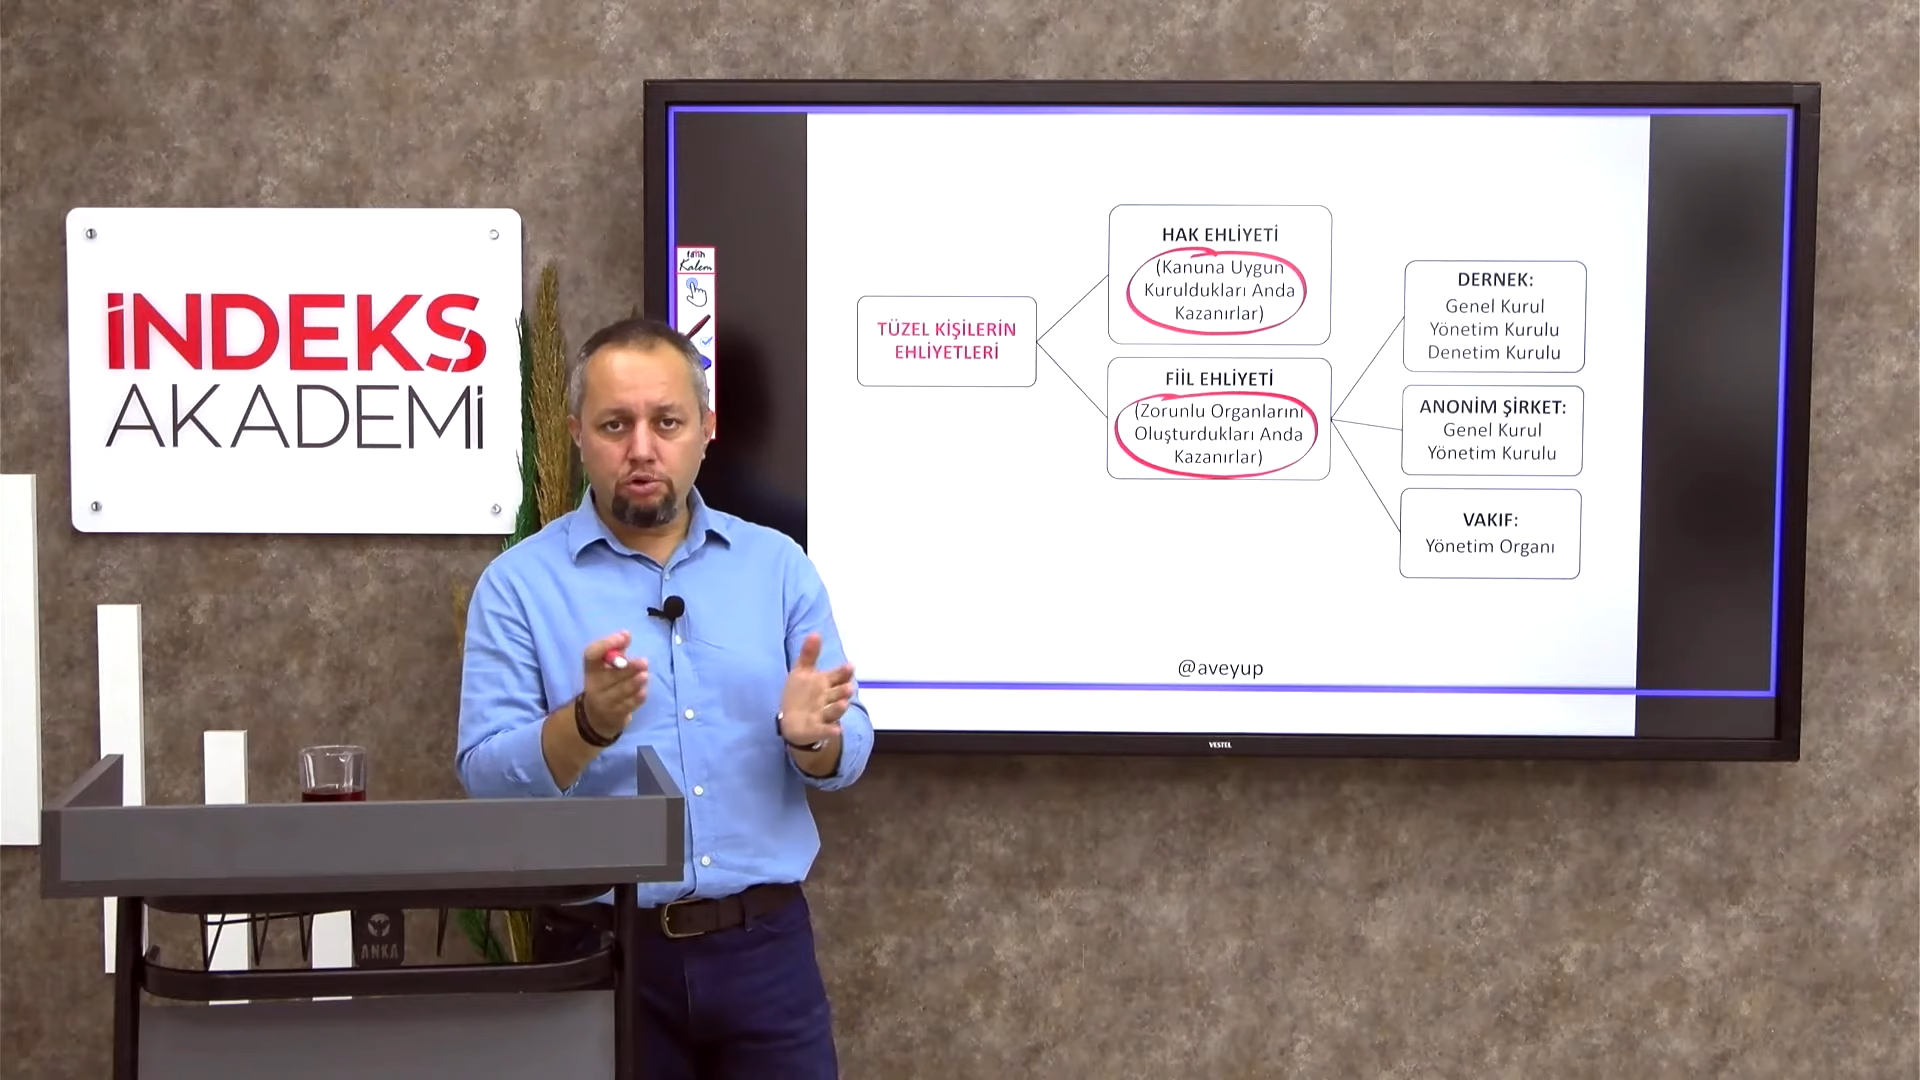 İNDEKS
AKADEMİ
fatih
Kalem
TÜZEL KİŞİLERİN
EHLİYETLERİ
HAK EHLİYETİ
(Kanuna Uygun
Kuruldukları Anda
Kazanırlar)
FİİL EHLİYETİ
(Zorunlu Organlarını
Oluşturdukları Anda
Kazanırlar)
DERNEK:
Genel Kurul
Yönetim Kurulu
Denetim Kurulu
ANONİM ŞİRKET:
Genel Kurul
Yönetim Kurulu
VAKIF:
Yönetim Organı
@aveyup
VESTEL
ANKA